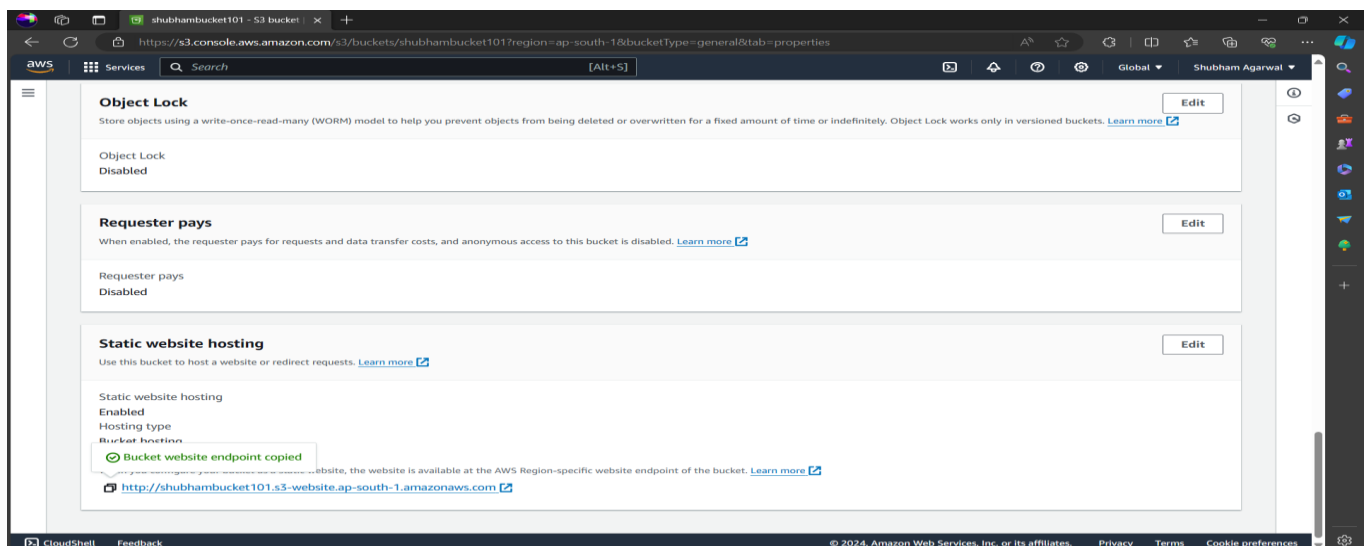 shubhambucket101 - S3 bucket
https://s3.console.aws.amazon.com/s3/buckets/shubhambucket101?region=ap-south-1&bucketType=general&tab=properties
aws Services Search [Alt+S] Global Shubham Agarwal
Object Lock Edit
Store objects using a write-once-read-many (WORM) model to help you prevent objects from being deleted or overwritten for a fixed amount of time or indefinitely. Object Lock works only in versioned buckets. Learn more
Object Lock
Disabled
Requester pays Edit
When enabled, the requester pays for requests and data transfer costs, and anonymous access to this bucket is disabled. Learn more
Requester pays
Disabled
Static website hosting Edit
Use this bucket to host a website or redirect requests. Learn more
Static website hosting
Enabled
Hosting type
Bucket hosting
Bucket website endpoint copied
website, the website is available at the AWS Region-specific website endpoint of the bucket. Learn more
http://shubhambucket101.s3-website.ap-south-1.amazonaws.com
CloudShell Feedback © 2024, Amazon Web Services, Inc. or its affiliates. Privacy Terms Cookie preferences